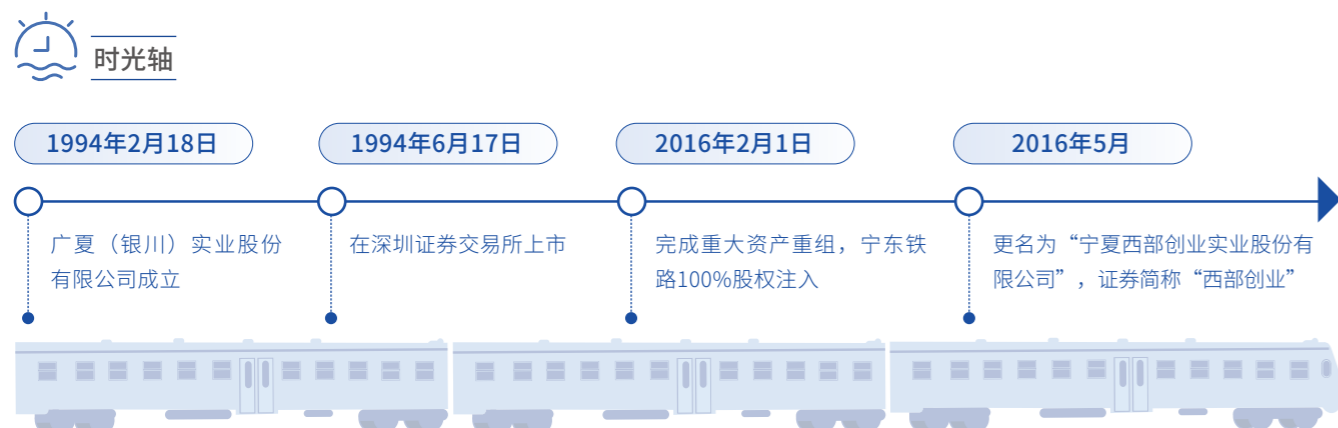 时光轴
1994年2月18日
广夏（银川）实业股份
有限公司成立
1994年6月17日
在深圳证券交易所上市
2016年2月1日
完成重大资产重组，宁东铁
路100%股权注入
2016年5月
更名为“宁夏西部创业实业股份有
限公司”，证券简称“西部创业”